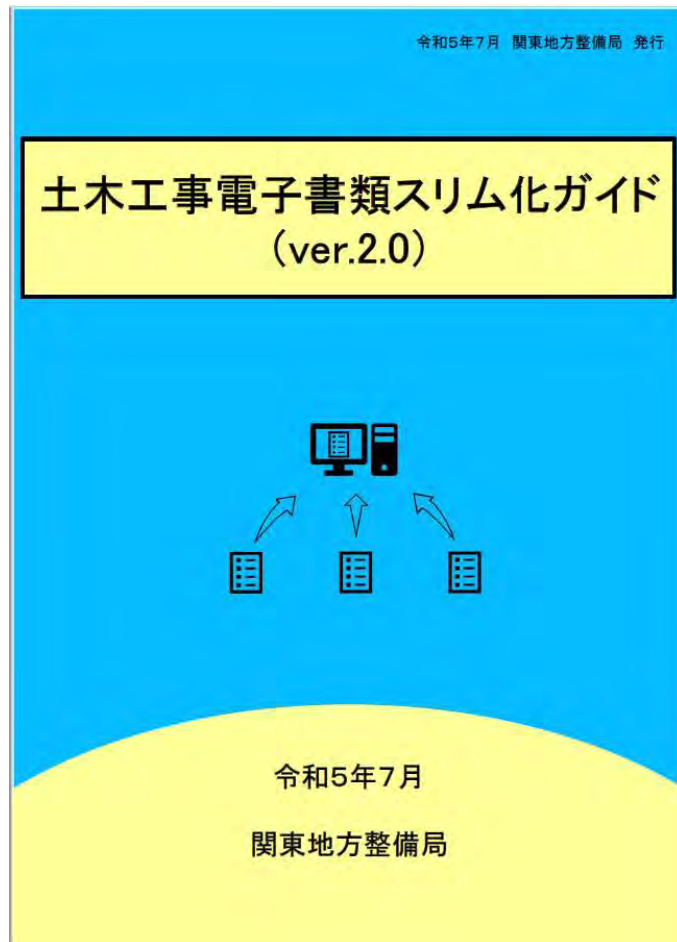 令和5年7月 関東地方整備局 発行
土木工事電子書類スリム化ガイド
(ver.2.0)
令和5年7月
関東地方整備局